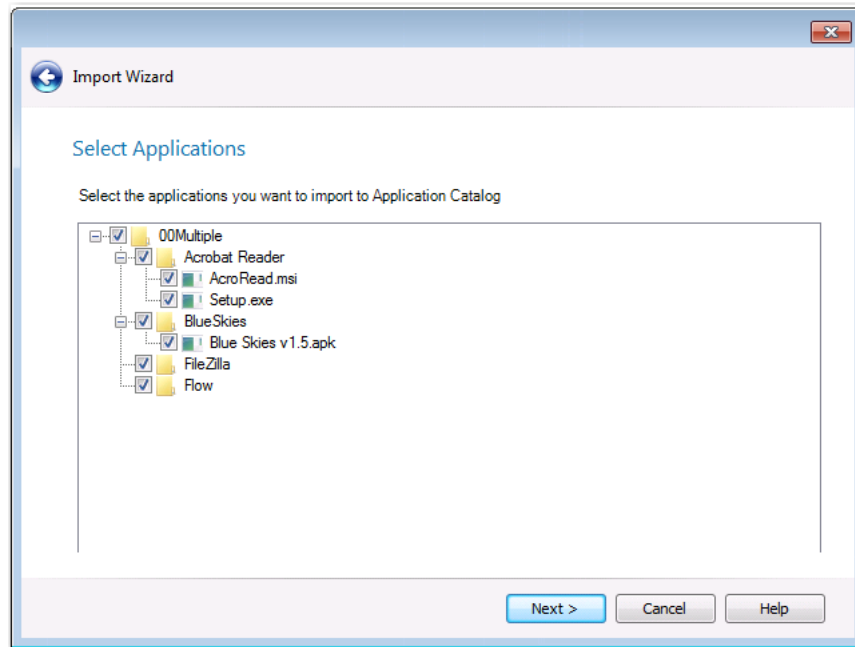 Import Wizard
Select Applications
Select the applications you want to import to Application Catalog
00Multiple
Acrobat Reader
AcroRead.msi
Setup.exe
BlueSkies
Blue Skies v1.5.apk
FileZilla
Flow
Next >
Cancel
Help